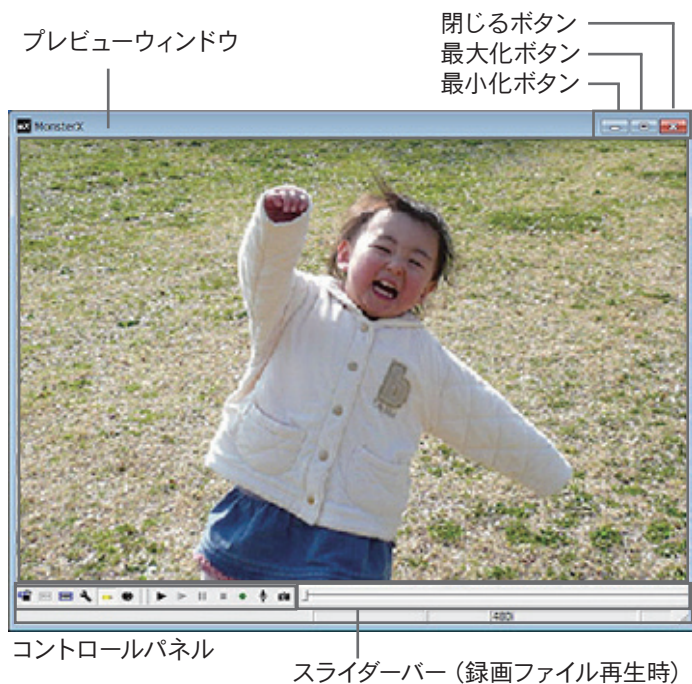 閉じるボタン
プレビューウィンドウ
最大化ボタン
最小化ボタン
MonsterX
b
480i
コントロールパネル
スライダーバー（録画ファイル再生時）